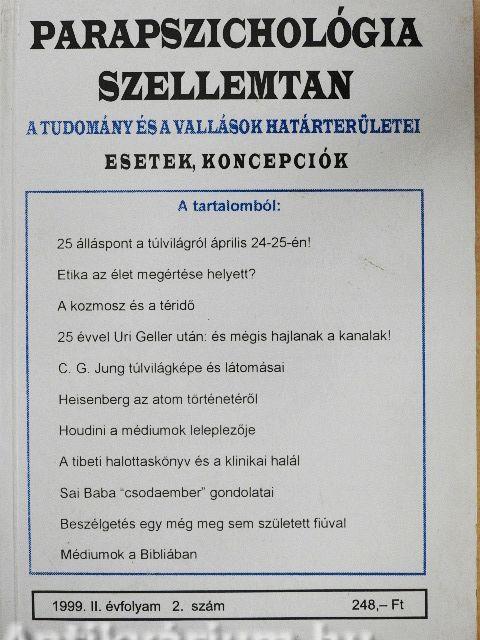 PARAPSZICHOLÓGIA
SZELLEMTAN
A TUDOMÁNY ÉS A VALLÁSOK HATÁRTERÜLETEI
ESETEK, KONCEPCIÓK
A tartalomból:
25 álláspont a túlvilágról április 24-25-én!
Etika az élet megértése helyett?
A kozmosz és a téridő
25 évvel Uri Geller után: és mégis hajlanak a kanalak!
C. G. Jung túlvilágképe és látomásai
Heisenberg az atom történetéről
Houdini a médiumok leleplezője
A tibeti halottaskönyv és a klinikai halál
Sai Baba "csodaember" gondolatai
Beszélgetés egy még meg sem született fiúval
Médiumok a Bibliában
1999. II. évfolyam 2. szám 248,– Ft